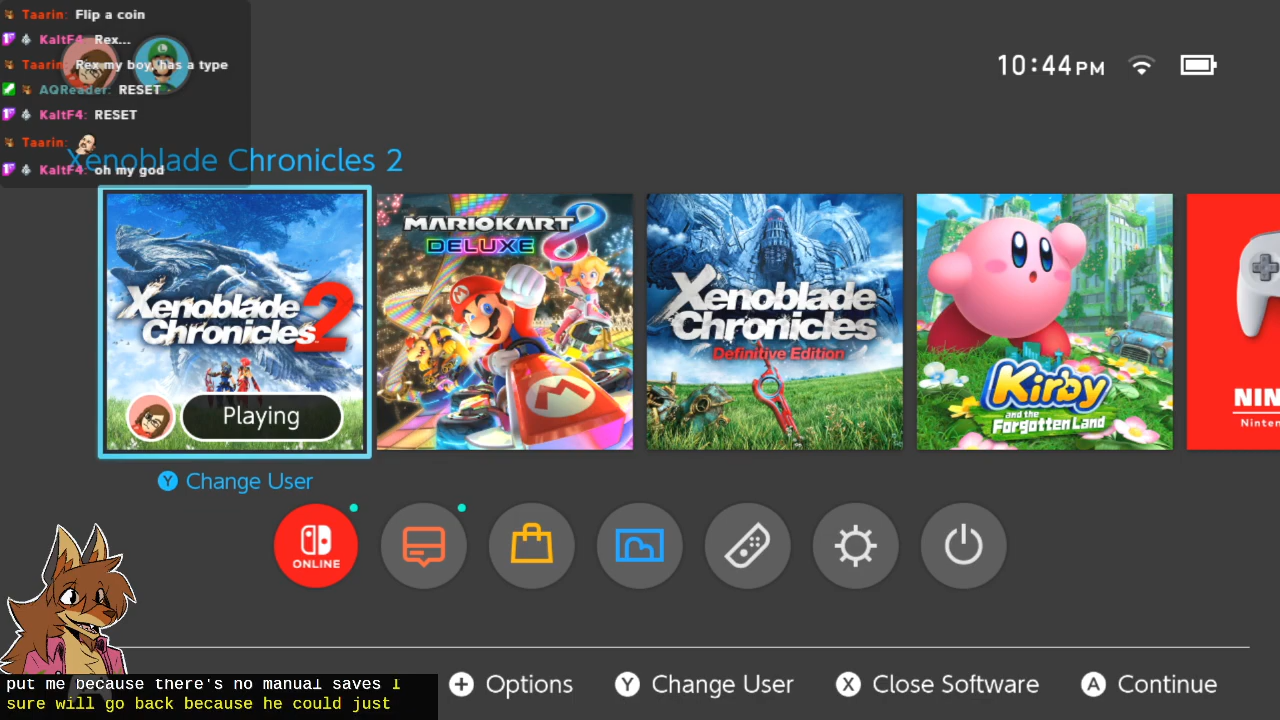 Taarin: Flip a coin
KaltF4: Rex...
Taarin: Rex my boy, has a type
AQReader: RESET
KaltF4: RESET
Taarin:
KaltF4: oh my god
10:44PM
Xenoblade Chronicles 2
Xenoblade
Chronicles 2
Playing
MARIOKART 8
DELUXE
Xenoblade
Chronicles
Definitive Edition
Kirby
and the
Forgotten Land
NIN
Ninten
Y Change User
ONLINE
put me because there's no manual saves I
sure will go back because he could just
+ Options
Y Change User
X Close Software
A Continue